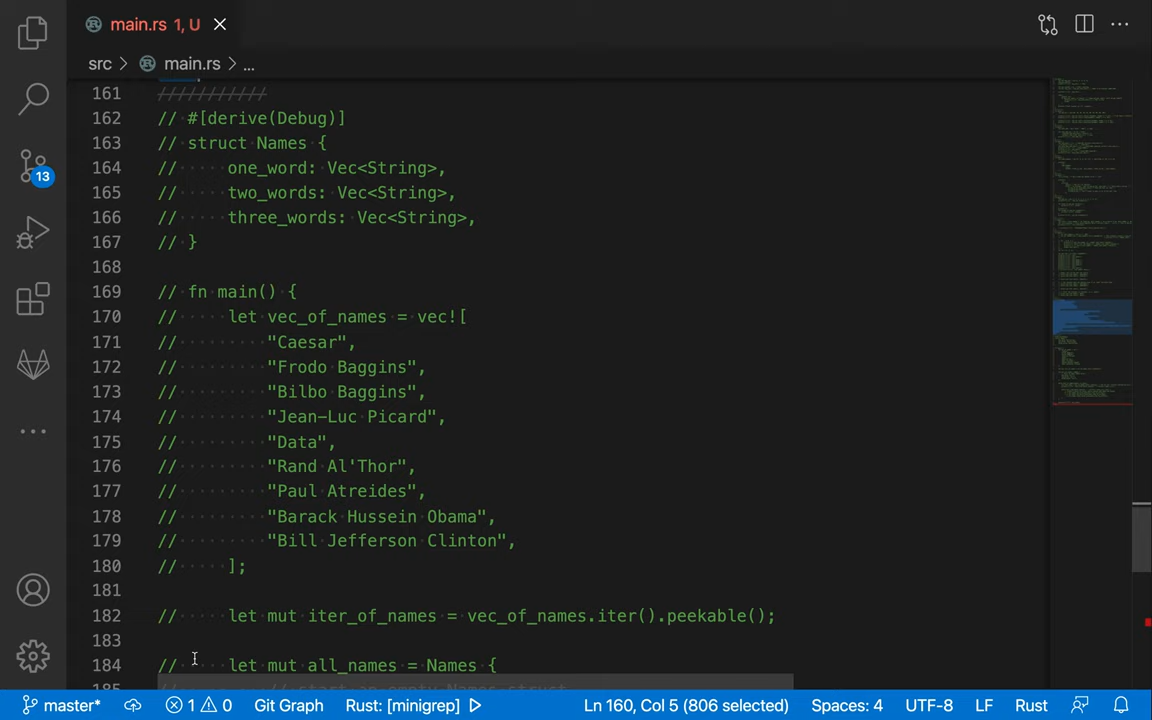 main.rs 1, U
src > main.rs > ...
161 ///////////
162 // #[derive(Debug)]
163 // struct Names {
164 //     one_word: Vec<String>,
165 //     two_words: Vec<String>,
166 //     three_words: Vec<String>,
167 // }
168
169 // fn main() {
170 //     let vec_of_names = vec![
171 //         "Caesar",
172 //         "Frodo Baggins",
173 //         "Bilbo Baggins",
174 //         "Jean-Luc Picard",
175 //         "Data",
176 //         "Rand Al'Thor",
177 //         "Paul Atreides",
178 //         "Barack Hussein Obama",
179 //         "Bill Jefferson Clinton",
180 //     ];
181
182 //     let mut iter_of_names = vec_of_names.iter().peekable();
183
184 //     let mut all_names = Names {
13
master* 1 0 Git Graph Rust: [minigrep] Ln 160, Col 5 (806 selected) Spaces: 4 UTF-8 LF Rust